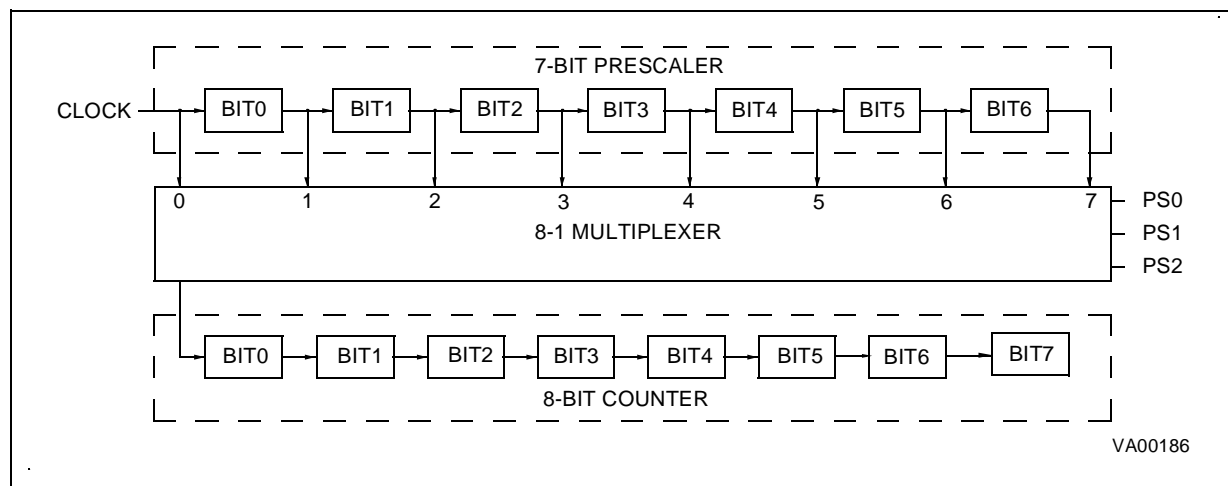 7-BIT PRESCALER
CLOCK BIT0 BIT1 BIT2 BIT3 BIT4 BIT5 BIT6
0 1 2 3 4 5 6 7 PS0
8-1 MULTIPLEXER PS1
PS2
BIT0 BIT1 BIT2 BIT3 BIT4 BIT5 BIT6 BIT7
8-BIT COUNTER
VA00186